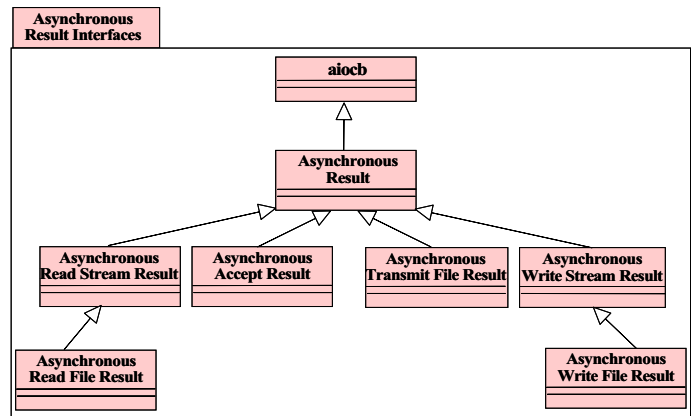 Asynchronous
Result Interfaces
aiocb
Asynchronous
Result
Asynchronous
Read Stream Result
Asynchronous
Accept Result
Asynchronous
Transmit File Result
Asynchronous
Write Stream Result
Asynchronous
Read File Result
Asynchronous
Write File Result